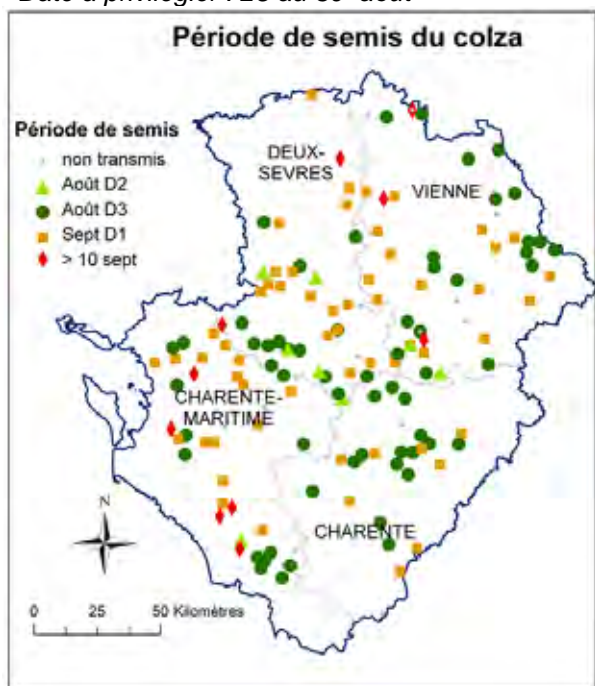 Date à privilégier : 25 au 30 août
Période de semis du colza
Période de semis
non transmis
Août D2
Août D3
Sept D1
> 10 sept
DEUX-
SEVRES
VIENNE
CHARENTE-
MARITIME
CHARENTE
N
0 25 50 Kilomètres